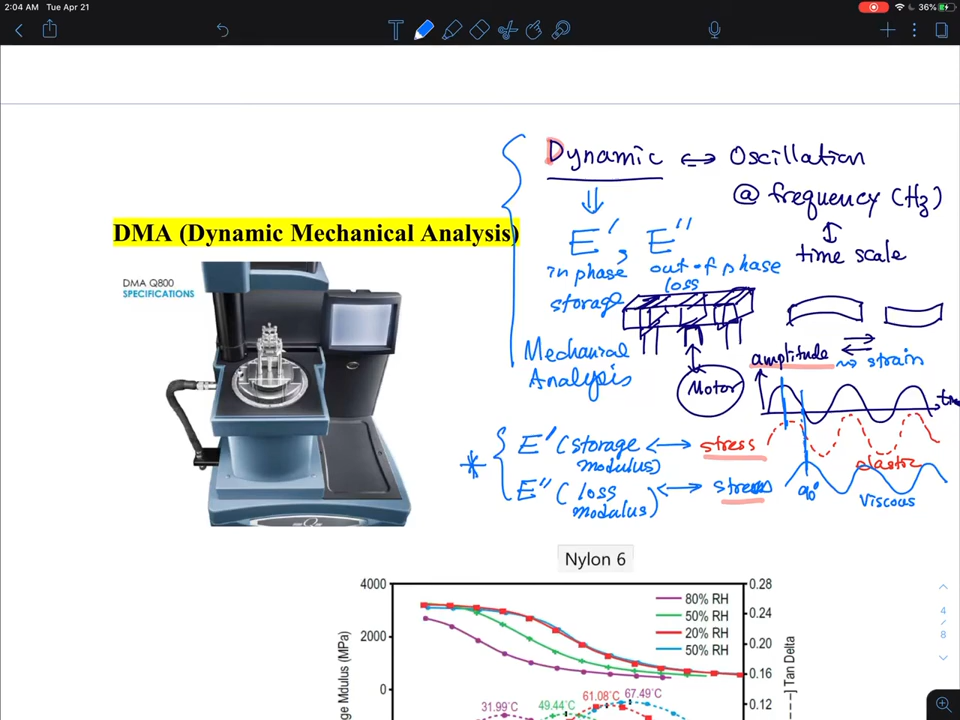 2:04 AM Tue Apr 21
36%
Dynamic ↔ Oscillation
@ frequency (Hz)
DMA (Dynamic Mechanical Analysis)
E', E"
time scale
in phase
out of phase
storage
loss
DMA Q800
SPECIFICATIONS
Mechanical
Analysis
amplitude
strain
Motor
time
* E' (storage modulus) ↔ stress
elastic
E" (loss modulus) ↔ stress
90°
Viscous
Nylon 6
4000
0.28
80% RH
0.24
50% RH
20% RH
2000
0.20
50% RH
0.16
0
61.08°C
67.49°C
31.99°C
49.44°C
0.12
[----] Tan Delta
4
/
8